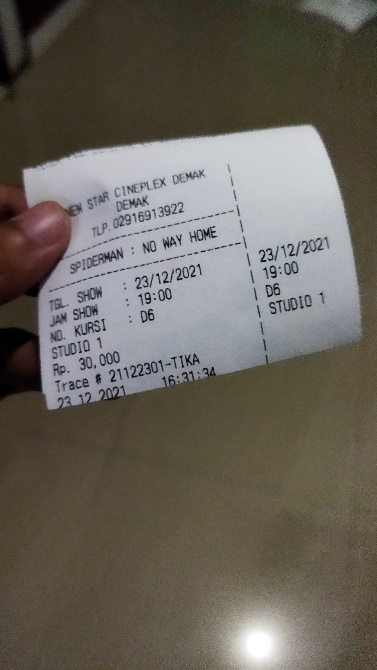 NEW STAR CINEPLEX DEMAK
DEMAK
TLP.02916913922
SPIDERMAN : NO WAY HOME
TGL. SHOW : 23/12/2021
JAM SHOW : 19:00
NO. KURSI : D6
STUDIO 1
Rp. 30,000
Trace # 21122301-TIKA
23 12 2021 16:31:34
23/12/2021
19:00
D6
STUDIO 1